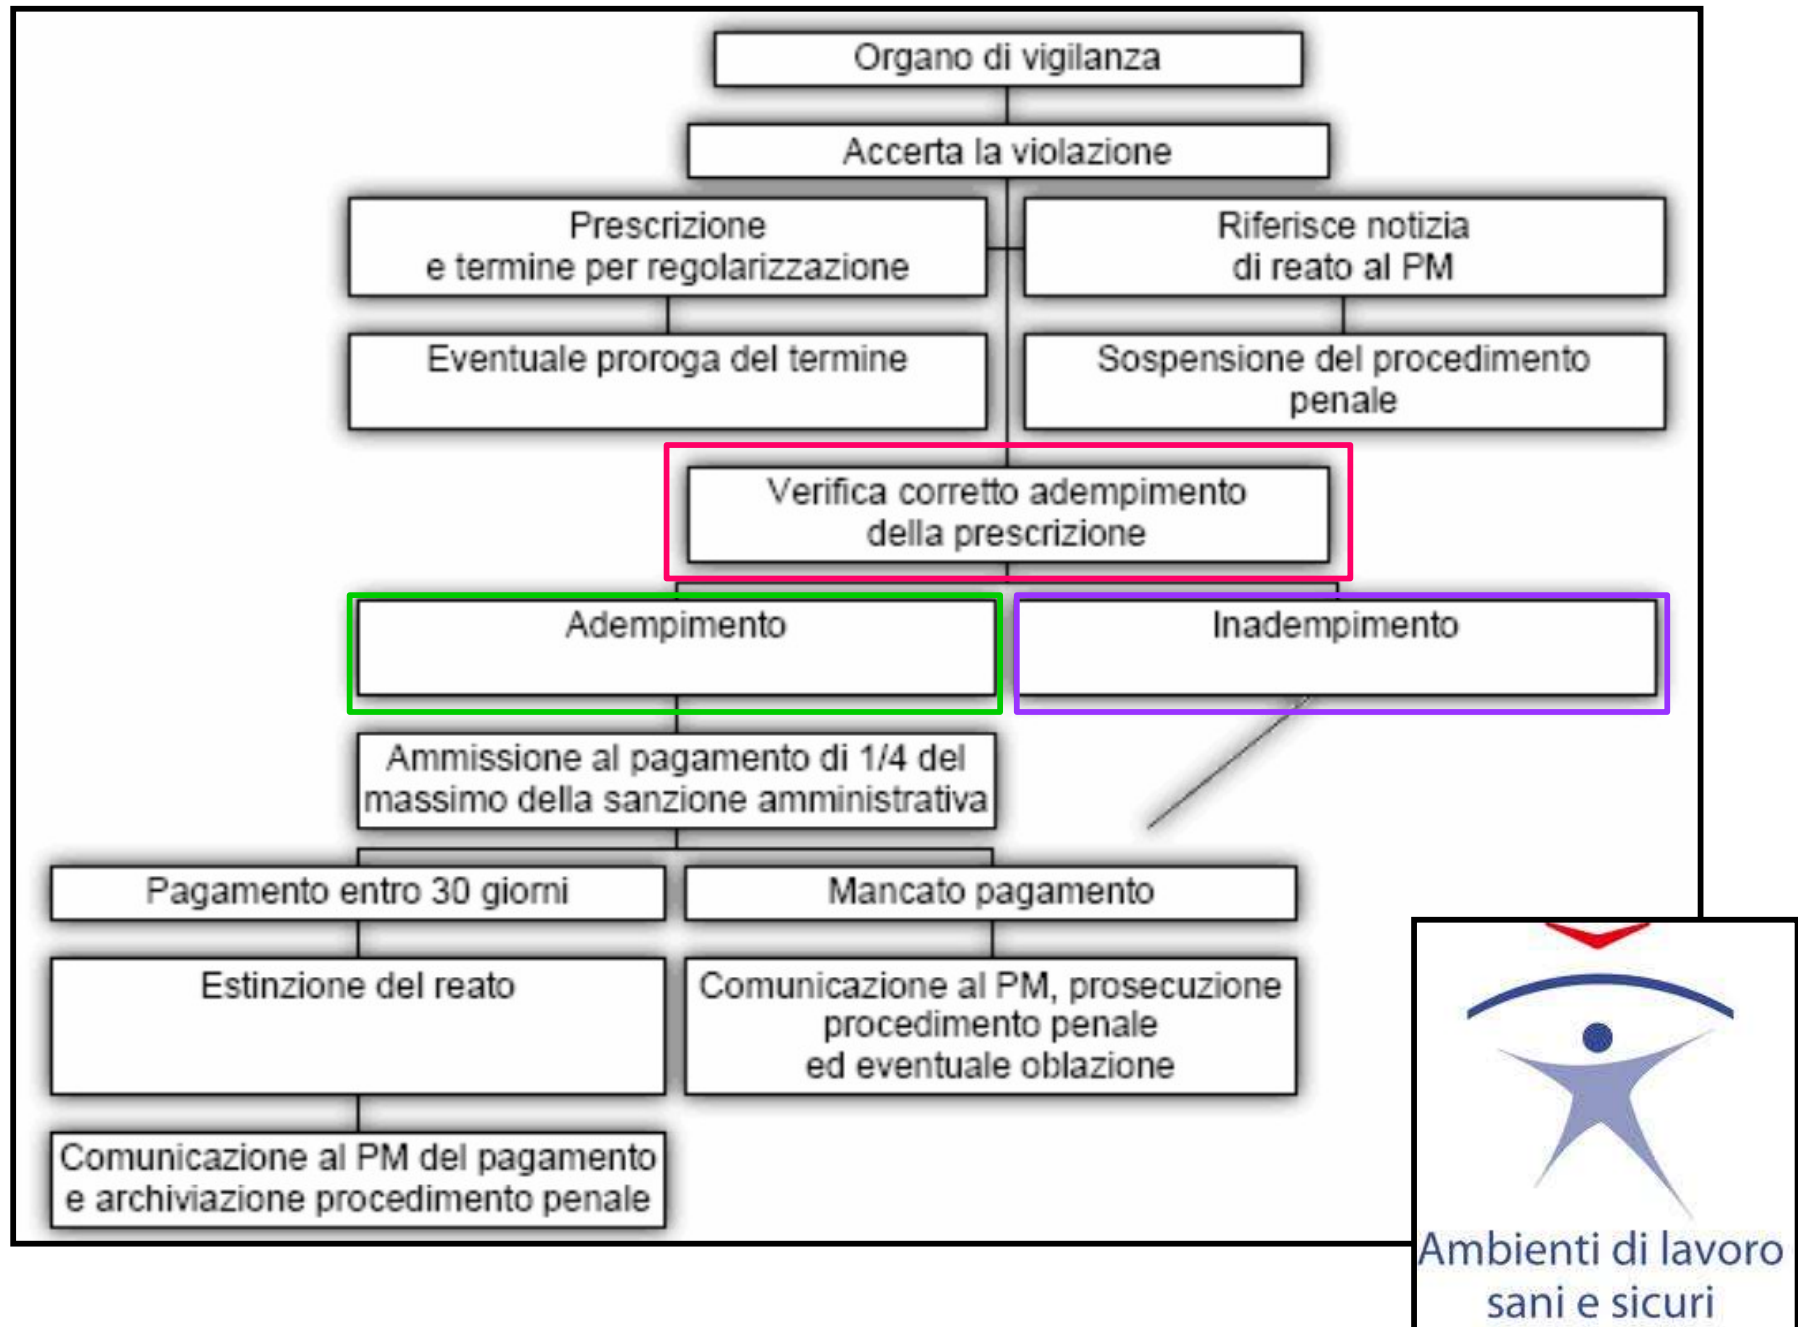 Organo di vigilanza
Accerta la violazione
Prescrizione
e termine per regolarizzazione
Riferisce notizia
di reato al PM
Eventuale proroga del termine
Sospensione del procedimento
penale
Verifica corretto adempimento
della prescrizione
Adempimento
Inadempimento
Ammissione al pagamento di 1/4 del
massimo della sanzione amministrativa
Pagamento entro 30 giorni
Mancato pagamento
Estinzione del reato
Comunicazione al PM, prosecuzione
procedimento penale
ed eventuale oblazione
Comunicazione al PM del pagamento
e archiviazione procedimento penale
Ambienti di lavoro
sani e sicuri